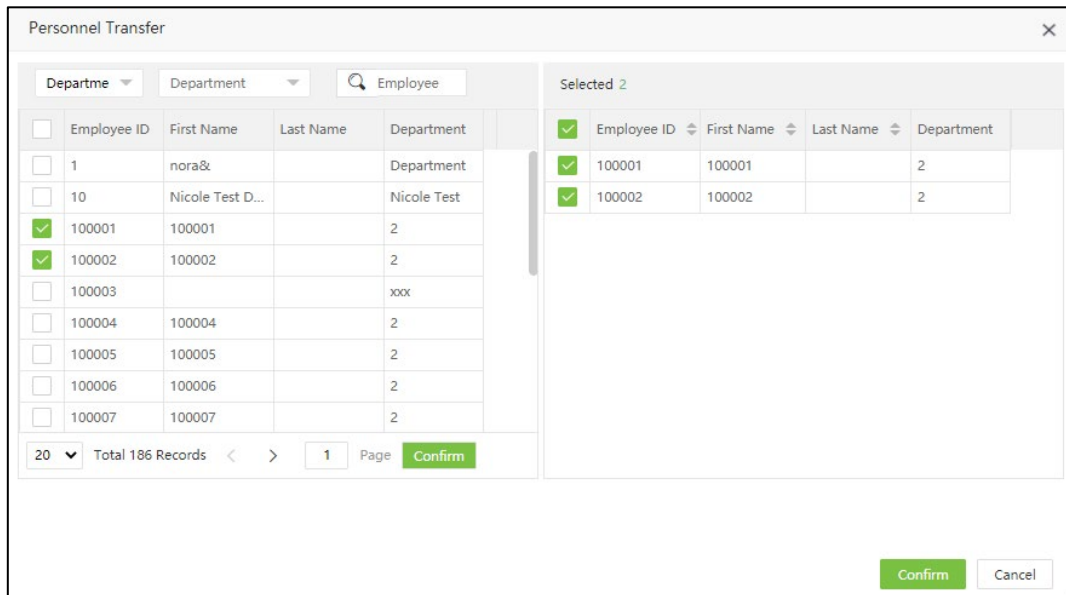 Personnel Transfer
Departme Department Employee
Employee ID First Name Last Name Department
1 nora& Department
10 Nicole Test D... Nicole Test
100001 100001 2
100002 100002 2
100003 xxx
100004 100004 2
100005 100005 2
100006 100006 2
100007 100007 2
20 Total 186 Records < > 1 Page Confirm
Selected 2
Employee ID First Name Last Name Department
100001 100001 2
100002 100002 2
Confirm Cancel